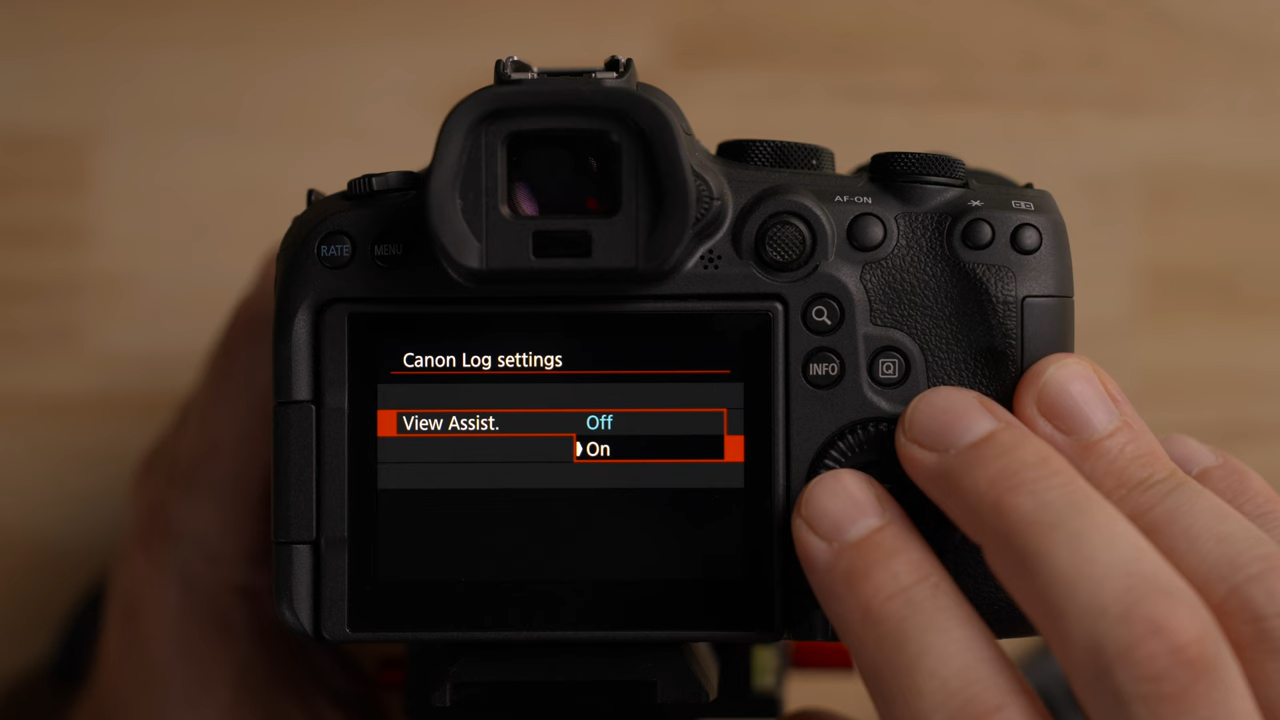 AF-ON
RATE
MENU
INFO
Q
Canon Log settings
View Assist.
Off
On